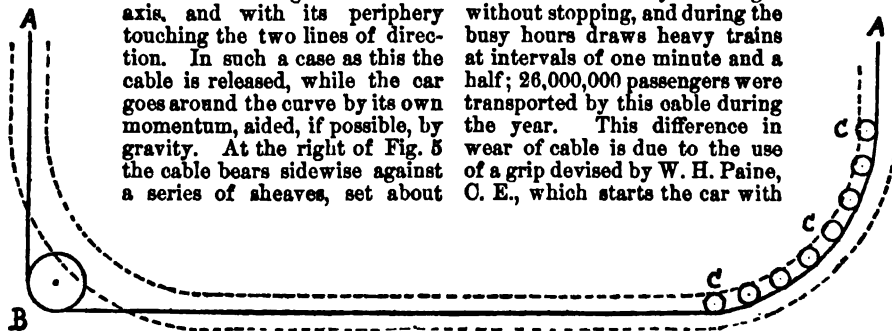 axis, and with its periphery
touching the two lines of direc-
tion. In such a case as this the
cable is released, while the car
goes around the curve by its own
momentum, aided, if possible, by
gravity. At the right of Fig. 5
the cable bears sidewise against
a series of sheaves, set about
without stopping, and during the
busy hours draws heavy trains
at intervals of one minute and a
half; 26,000,000 passengers were
transported by this cable during
the year. This difference in
wear of cable is due to the use
of a grip devised by W. H. Paine,
C. E., which starts the car with
A
A
C
C
C
B